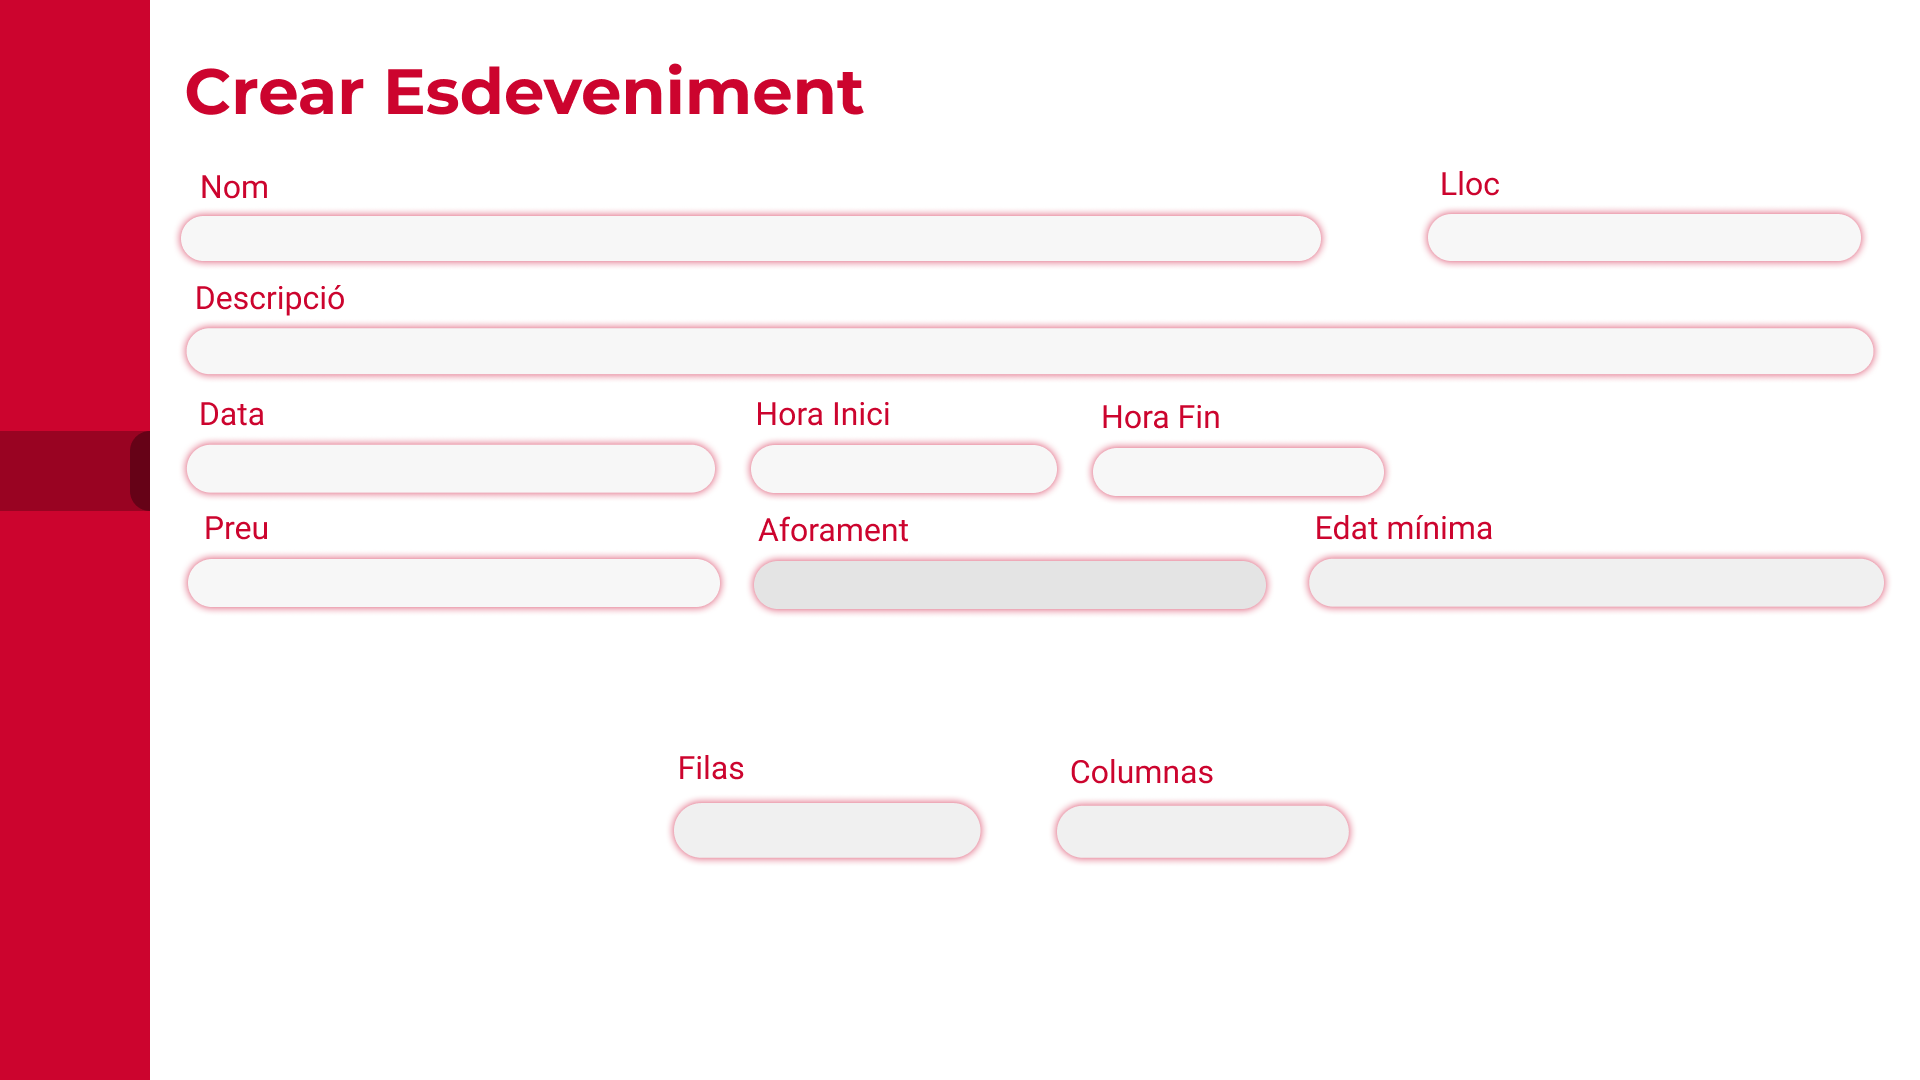 Crear Esdeveniment
Nom
Lloc
Descripció
Data
Hora Inici
Hora Fin
Preu
Aforament
Edat mínima
Filas
Columnas